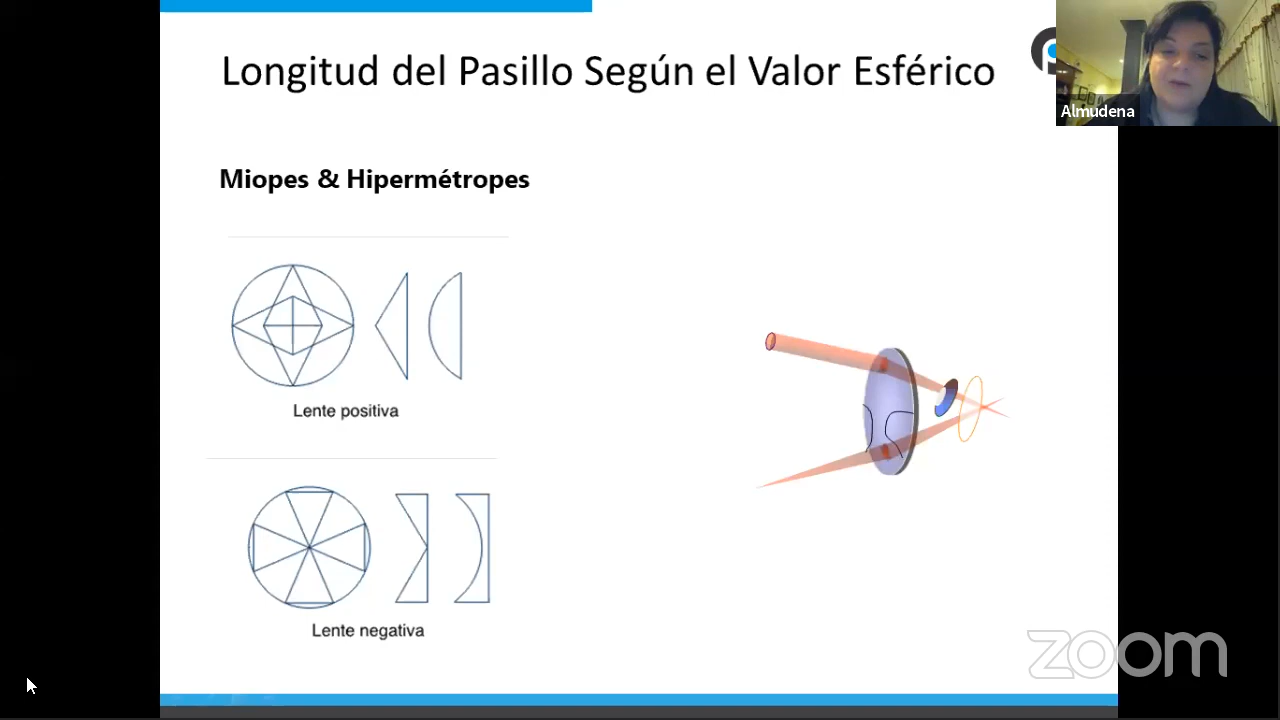 Longitud del Pasillo Según el Valor Esférico
Almudena
Miopes & Hipermétropes
Lente positiva
Lente negativa
zoom